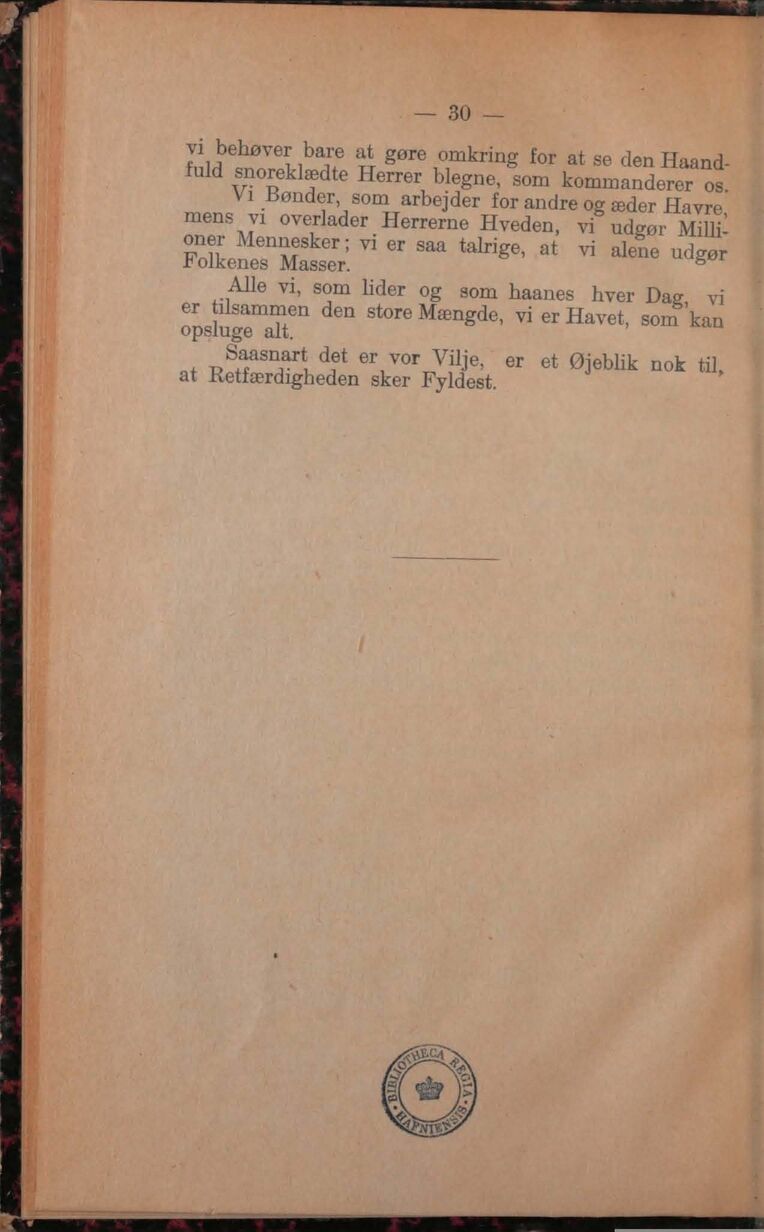 — 30 —
vi behøver bare at gøre omkring for at se den Haand-
fuld snoreklædte Herrer blegne, som kommanderer os.
Vi Bønder, som arbejder for andre og æder Havre,
mens vi overlader Herrerne Hveden, vi udgør Milli-
oner Mennesker; vi er saa talrige, at vi alene udgør
Folkenes Masser.
Alle vi, som lider og som haanes hver Dag, vi
er tilsammen den store Mængde, vi er Havet, som kan
opsluge alt.
Saasnart det er vor Vilje, er et Øjeblik nok til,
at Retfærdigheden sker Fyldest.
BIBLIOTHECA REGIA
HAFNIENSIS